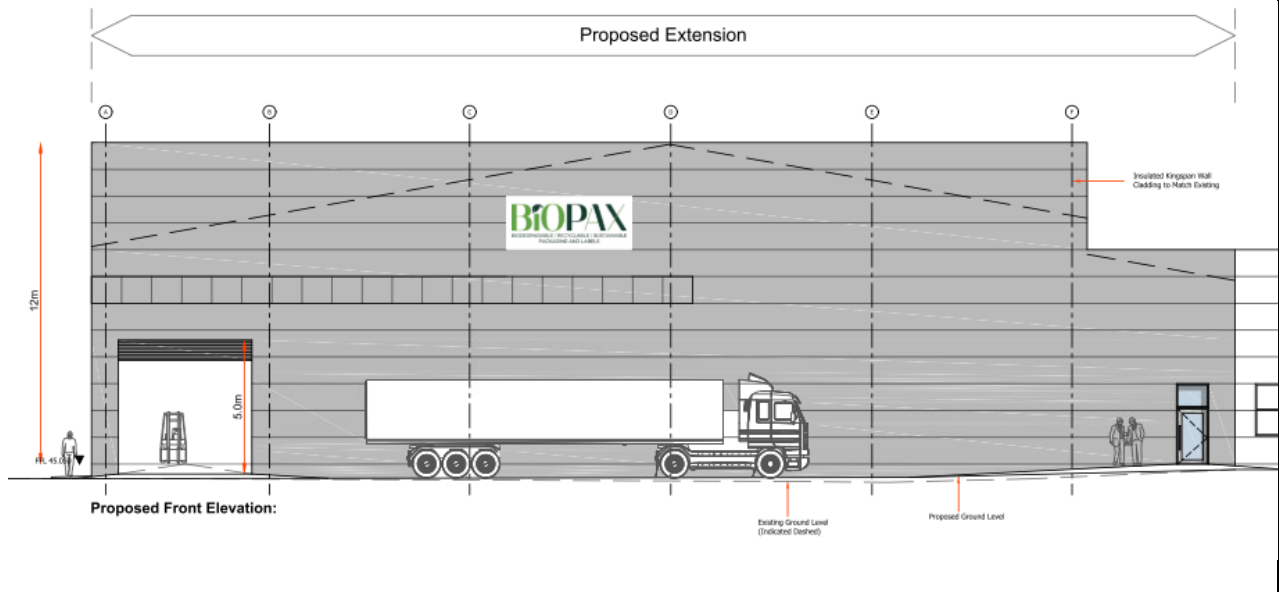 Proposed Extension
A
B
C
D
E
F
Insulated Kingspan Wall
Cladding to Match Existing
BiOPAX
BIODEGRADABLE | RECYCLABLE | SUSTAINABLE
PACKAGING AND LABELS
12m
5.0m
Proposed Front Elevation:
Existing Ground Level
(Indicated Dashed)
Proposed Ground Level